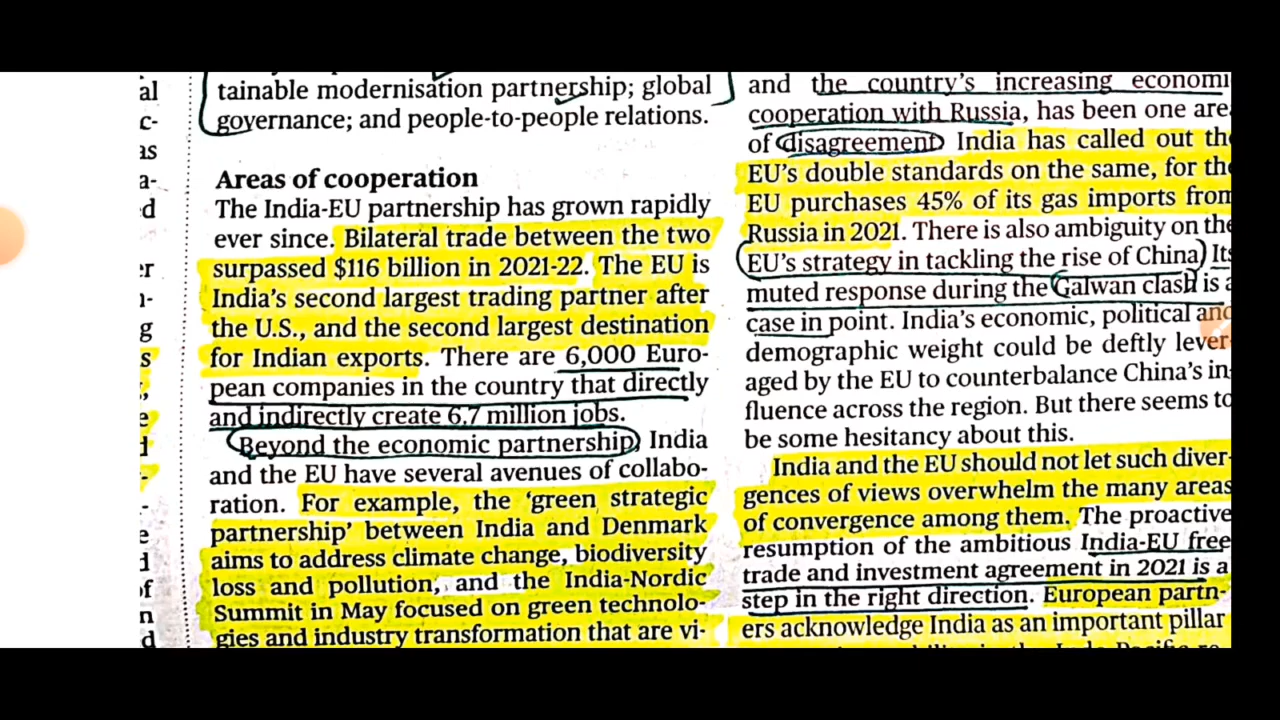 al
c-
as
a-
d
er
n-
g
s
,
e
d
-
-
e
d
of
n
d
tainable modernisation partnership; global
governance; and people-to-people relations.
Areas of cooperation
The India-EU partnership has grown rapidly
ever since. Bilateral trade between the two
surpassed $116 billion in 2021-22. The EU is
India's second largest trading partner after
the U.S., and the second largest destination
for Indian exports. There are 6,000 Euro-
pean companies in the country that directly
and indirectly create 6.7 million jobs.
Beyond the economic partnership, India
and the EU have several avenues of collabo-
ration. For example, the 'green strategic
partnership' between India and Denmark
aims to address climate change, biodiversity
loss and pollution, and the India-Nordic
Summit in May focused on green technolo-
gies and industry transformation that are vi-
and the country's increasing economi
cooperation with Russia, has been one are
of disagreement. India has called out the
EU's double standards on the same, for the
EU purchases 45% of its gas imports from
Russia in 2021. There is also ambiguity on the
EU's strategy in tackling the rise of China. Its
muted response during the Galwan clash is a
case in point. India's economic, political and
demographic weight could be deftly lever-
aged by the EU to counterbalance China's in-
fluence across the region. But there seems to
be some hesitancy about this.
India and the EU should not let such diver-
gences of views overwhelm the many areas
of convergence among them. The proactive
resumption of the ambitious India-EU free
trade and investment agreement in 2021 is a
step in the right direction. European partn-
ers acknowledge India as an important pillar